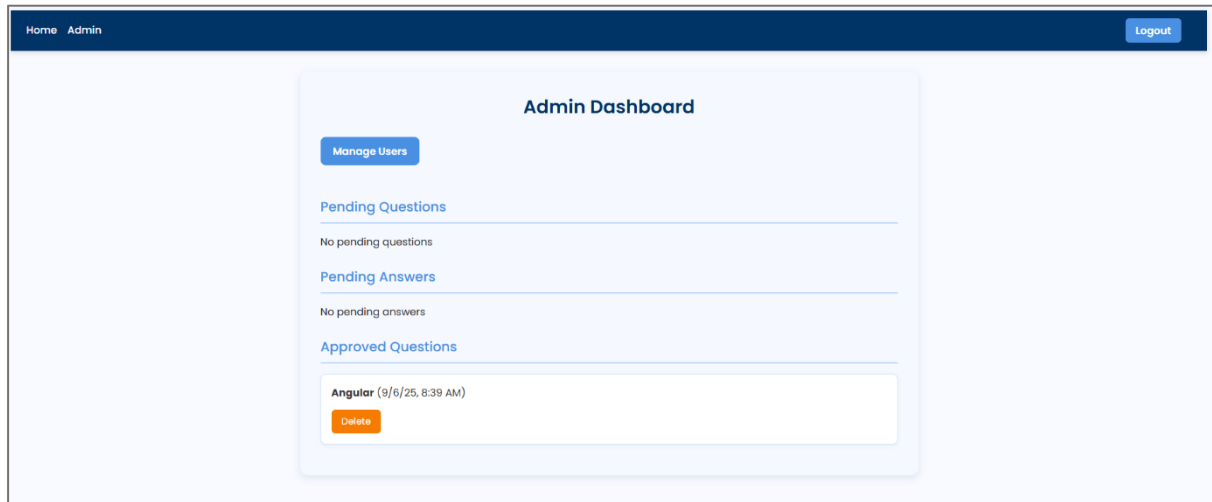 Home Admin Logout
Admin Dashboard
Manage Users
Pending Questions
No pending questions
Pending Answers
No pending answers
Approved Questions
Angular (9/6/25, 8:39 AM)
Delete